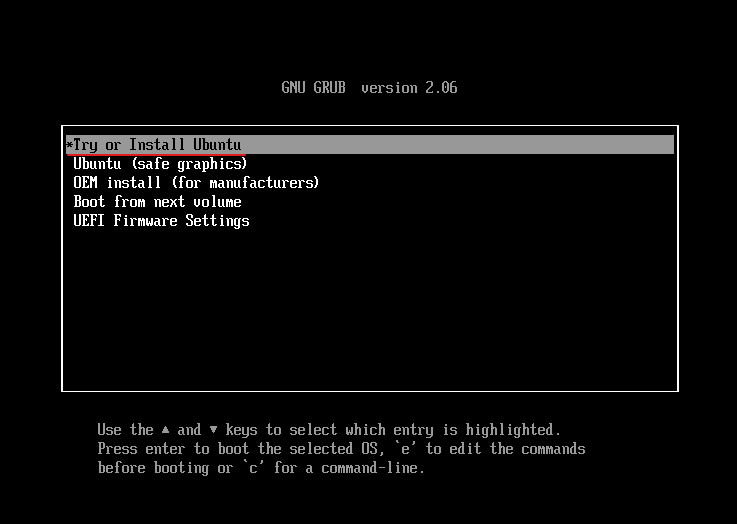 GNU GRUB  version 2.06
*Try or Install Ubuntu
Ubuntu (safe graphics)
OEM install (for manufacturers)
Boot from next volume
UEFI Firmware Settings
Use the ▲ and ▼ keys to select which entry is highlighted.
Press enter to boot the selected OS, `e' to edit the commands
before booting or `c' for a command-line.